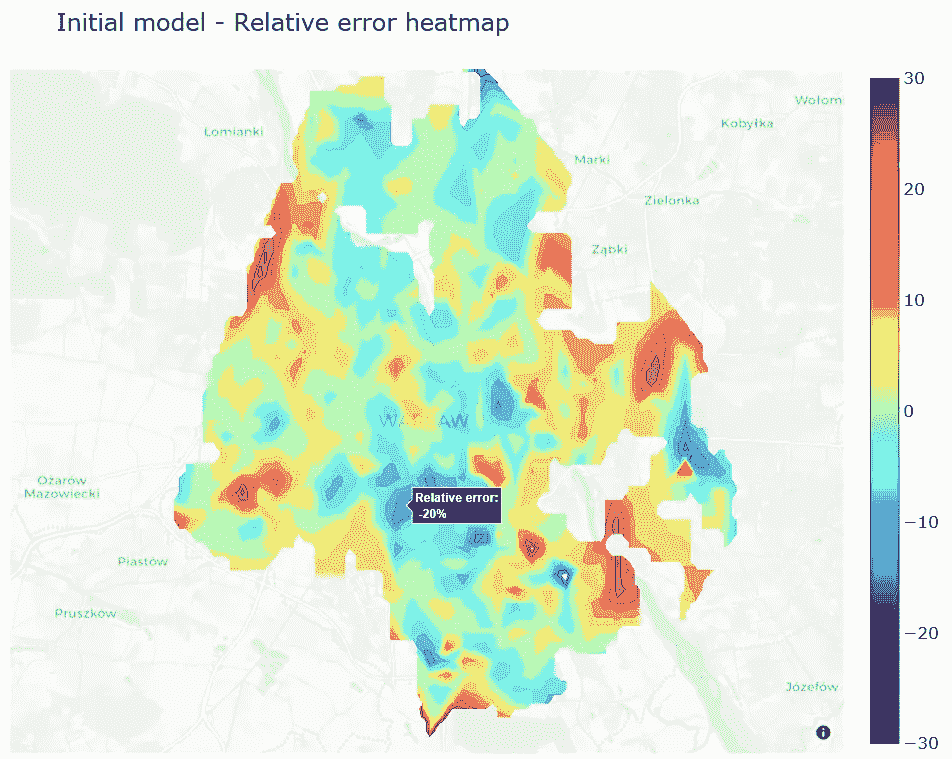 Initial model - Relative error heatmap
30
Wołom
Kobyłka
Łomianki
Marki
20
Zielonka
Ząbki
10
0
WARSAW
Ożarów
Mazowiecki
Relative error:
-20%
−10
Piastów
Pruszków
−20
Józefów
−30